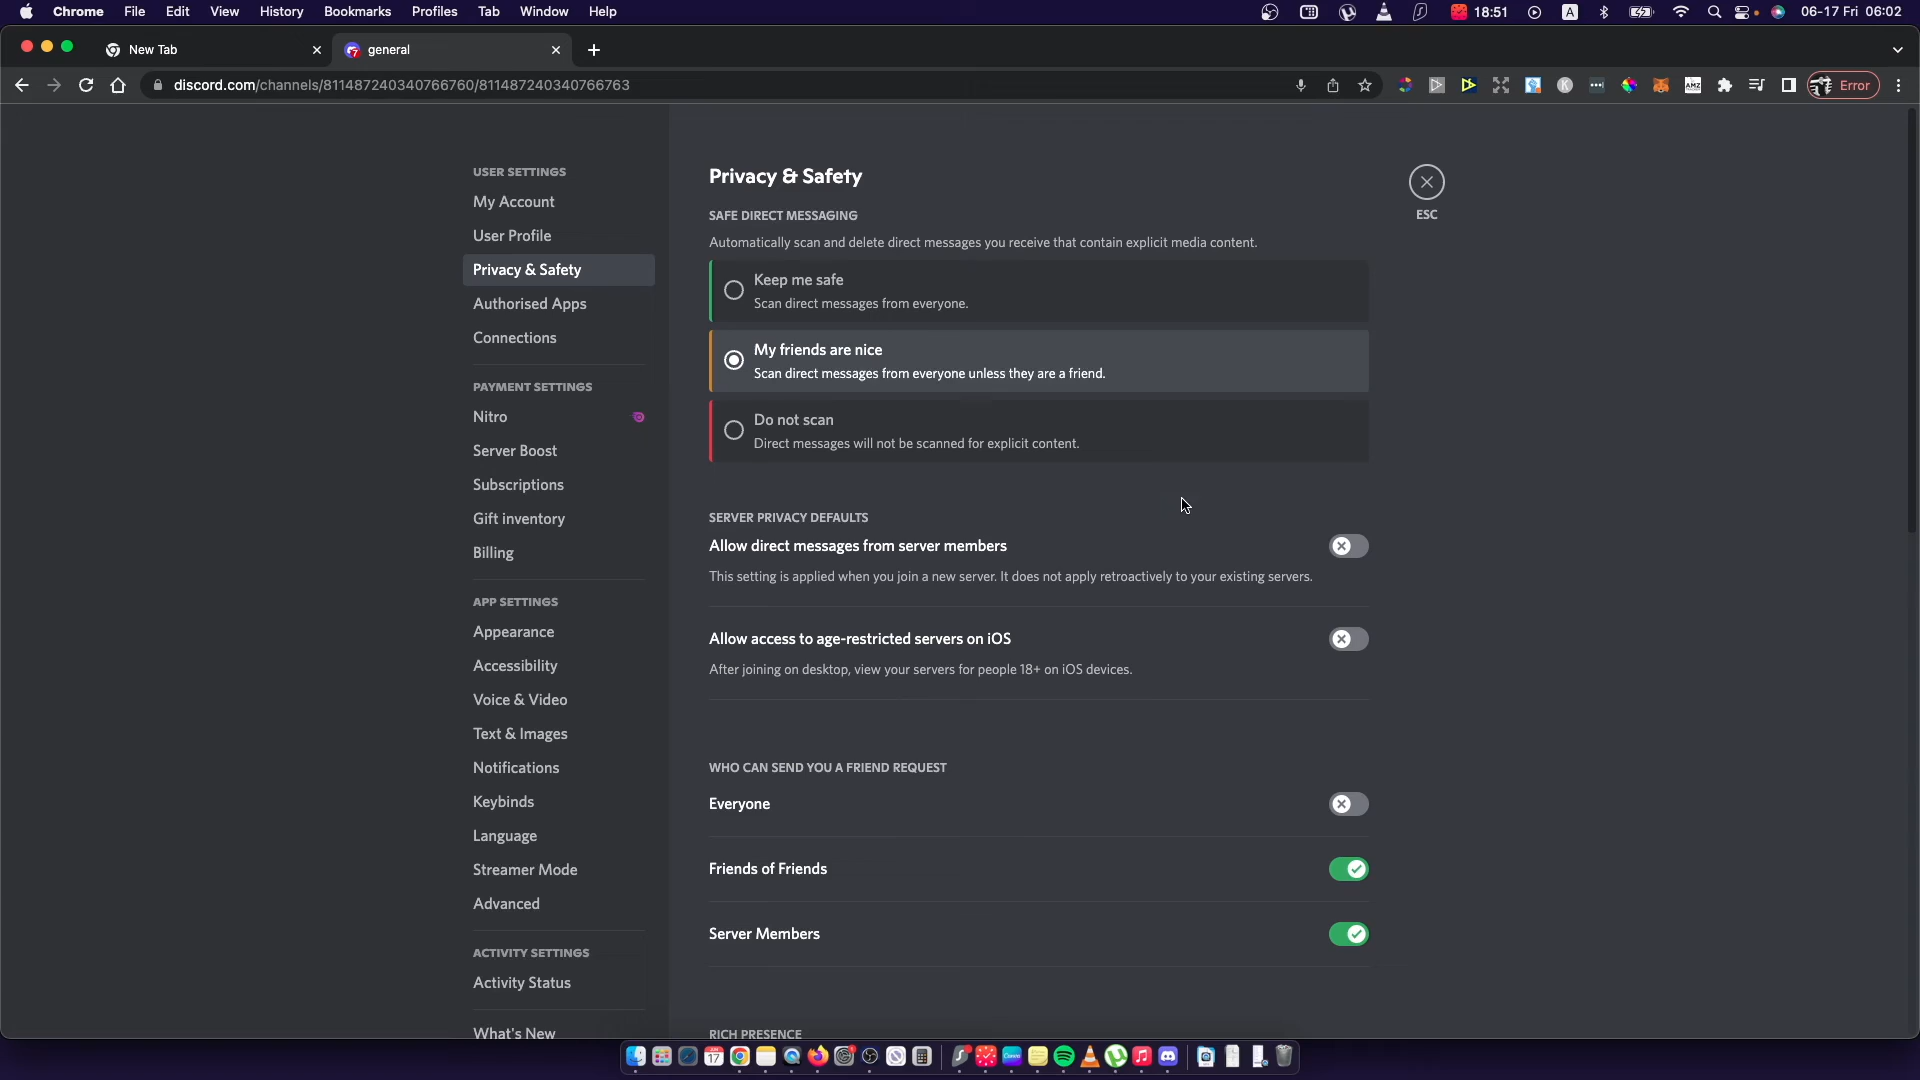 Chrome File Edit View History Bookmarks Profiles Tab Window Help 18:51 A 06-17 Fri 06:02
New Tab general
discord.com/channels/811487240340766760/811487240340766763 K AMZ Error
USER SETTINGS
My Account
User Profile
Privacy & Safety
Authorised Apps
Connections
PAYMENT SETTINGS
Nitro
Server Boost
Subscriptions
Gift inventory
Billing
APP SETTINGS
Appearance
Accessibility
Voice & Video
Text & Images
Notifications
Keybinds
Language
Streamer Mode
Advanced
ACTIVITY SETTINGS
Activity Status
What's New
Privacy & Safety
ESC
SAFE DIRECT MESSAGING
Automatically scan and delete direct messages you receive that contain explicit media content.
Keep me safe
Scan direct messages from everyone.
My friends are nice
Scan direct messages from everyone unless they are a friend.
Do not scan
Direct messages will not be scanned for explicit content.
SERVER PRIVACY DEFAULTS
Allow direct messages from server members
This setting is applied when you join a new server. It does not apply retroactively to your existing servers.
Allow access to age-restricted servers on iOS
After joining on desktop, view your servers for people 18+ on iOS devices.
WHO CAN SEND YOU A FRIEND REQUEST
Everyone
Friends of Friends
Server Members
RICH PRESENCE
17